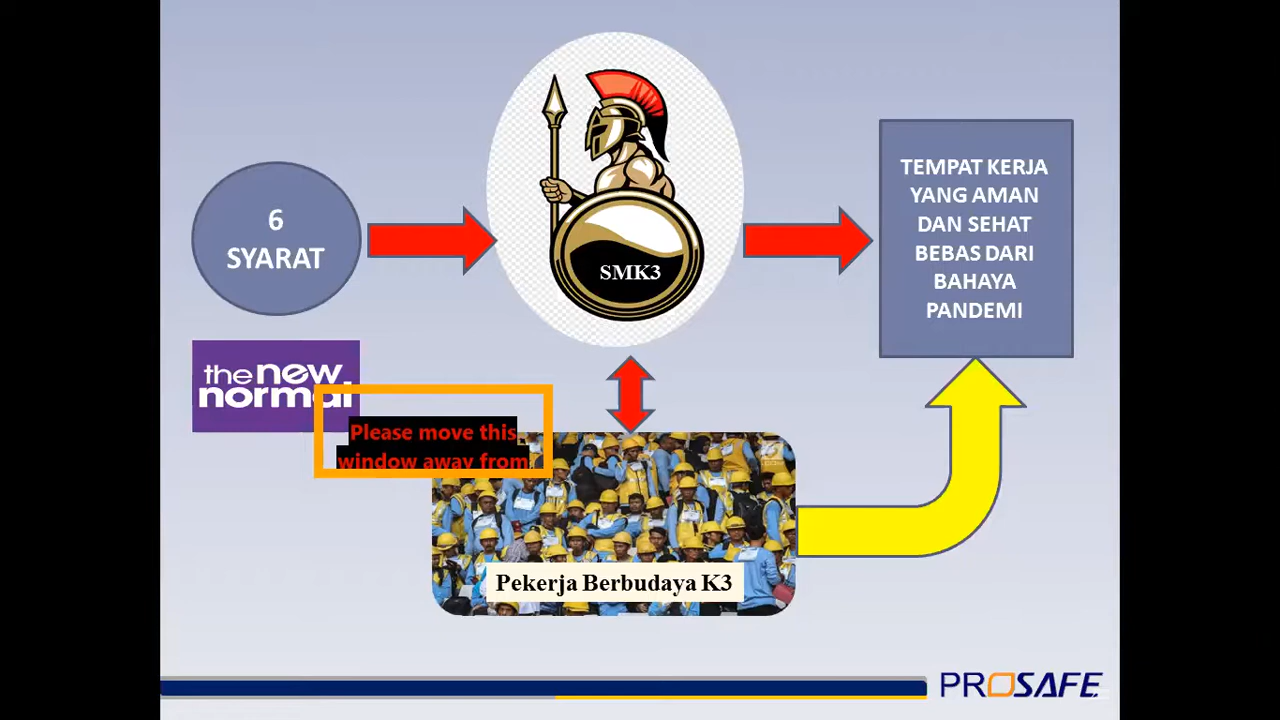 6
SYARAT
SMK3
TEMPAT KERJA
YANG AMAN
DAN SEHAT
BEBAS DARI
BAHAYA
PANDEMI
the new
normal
Please move this
window away from
Pekerja Berbudaya K3
PROSAFE